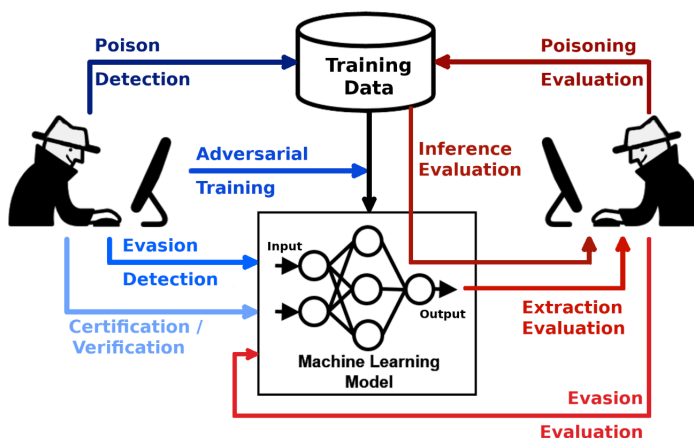 Poison
Detection
Training
Data
Poisoning
Evaluation
Adversarial
Training
Inference
Evaluation
Evasion
Detection
Input
Output
Certification /
Verification
Machine Learning
Model
Extraction
Evaluation
Evasion
Evaluation